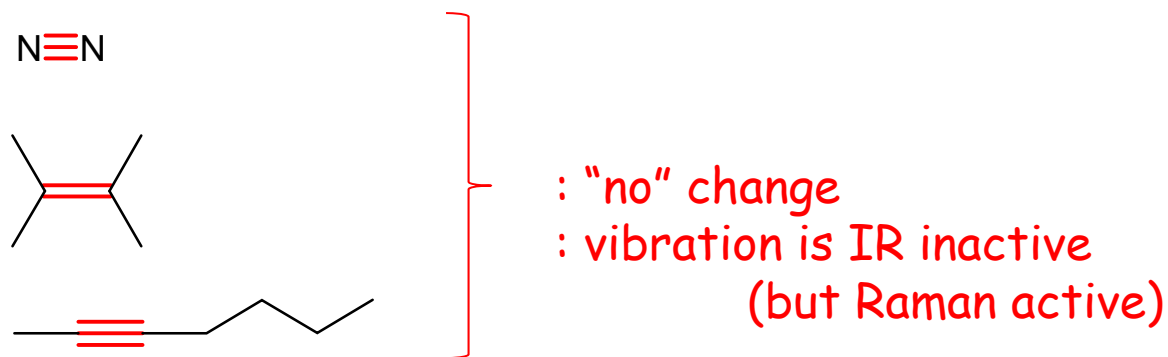 N≡N
: “no” change
: vibration is IR inactive
(but Raman active)